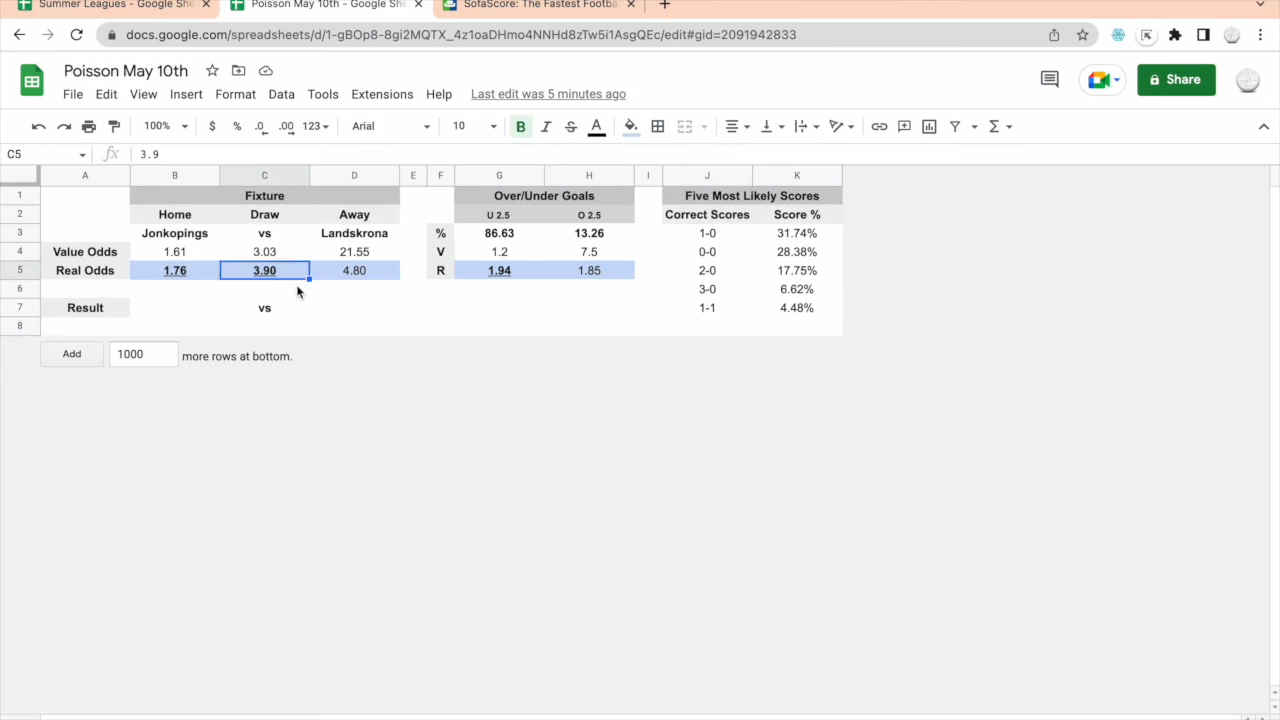 Summer Leagues - Google She
Poisson May 10th - Google She
SofaScore: The Fastest Footba
docs.google.com/spreadsheets/d/1-gBOp8-8gi2MQTX_4z1oaDHmo4NNHd8zTw5i1AsgQEc/edit#gid=2091942833
Poisson May 10th
Share
File Edit View Insert Format Data Tools Extensions Help Last edit was 5 minutes ago
100% $ % .0 .00 123 Arial 10 B I S A
C5 fx 3.9
A B C D E F G H I J K
1 Fixture Over/Under Goals Five Most Likely Scores
2 Home Draw Away U 2.5 O 2.5 Correct Scores Score %
3 Jonkopings vs Landskrona % 86.63 13.26 1-0 31.74%
4 Value Odds 1.61 3.03 21.55 V 1.2 7.5 0-0 28.38%
5 Real Odds 1.76 3.90 4.80 R 1.94 1.85 2-0 17.75%
6 3-0 6.62%
7 Result vs 1-1 4.48%
8
Add 1000 more rows at bottom.